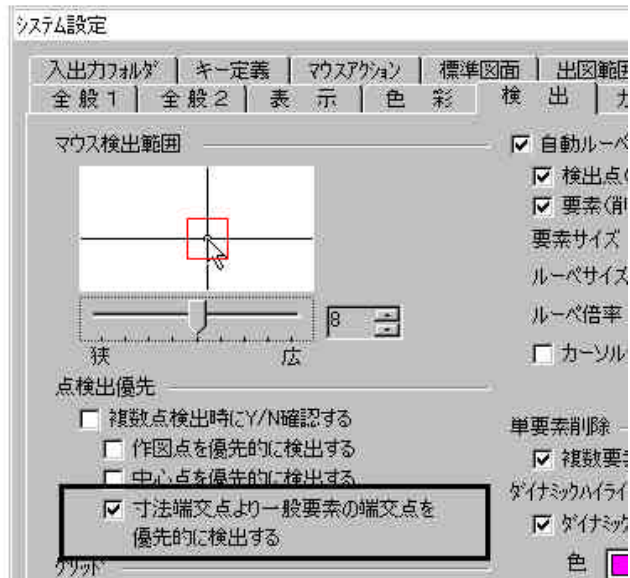 システム設定
入出力フォルダ
キー定義
マウスアクション
標準図面
出図範囲
全般1
全般2
表 示
色 彩
検 出
マウス検出範囲
8
狭
広
点検出優先
複数点検出時にY/N確認する
作図点を優先的に検出する
中心点を優先的に検出する
寸法端交点より一般要素の端交点を
優先的に検出する
グリッド
自動ルーペ
検出点(
要素(削
要素サイズ
ルーペサイズ
ルーペ倍率
カーソル
単要素削除
複数要素
ダイナミックハイライ
ダイナミック
色